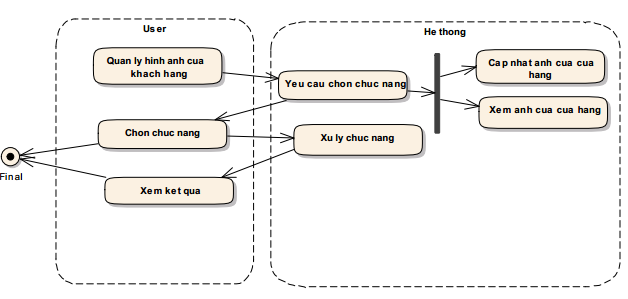 User
He thong
Quan ly hinh anh cua
khach hang
Yeu cau chon chuc nang
Cap nhat anh cua cua
hang
Xem anh cua cua hang
Chon chuc nang
Xu ly chuc nang
Xem ket qua
Final